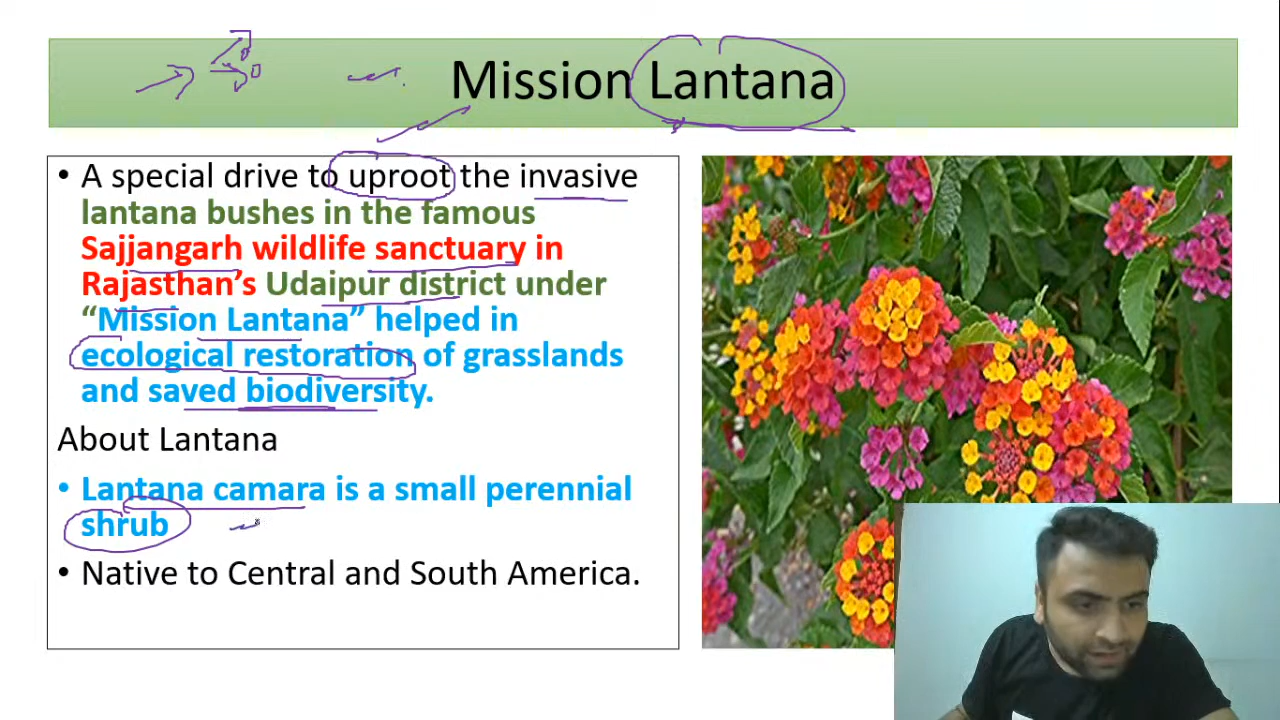 Mission Lantana
• A special drive to uproot the invasive
lantana bushes in the famous
Sajjangarh wildlife sanctuary in
Rajasthan’s Udaipur district under
“Mission Lantana” helped in
ecological restoration of grasslands
and saved biodiversity.
About Lantana
• Lantana camara is a small perennial
shrub
• Native to Central and South America.